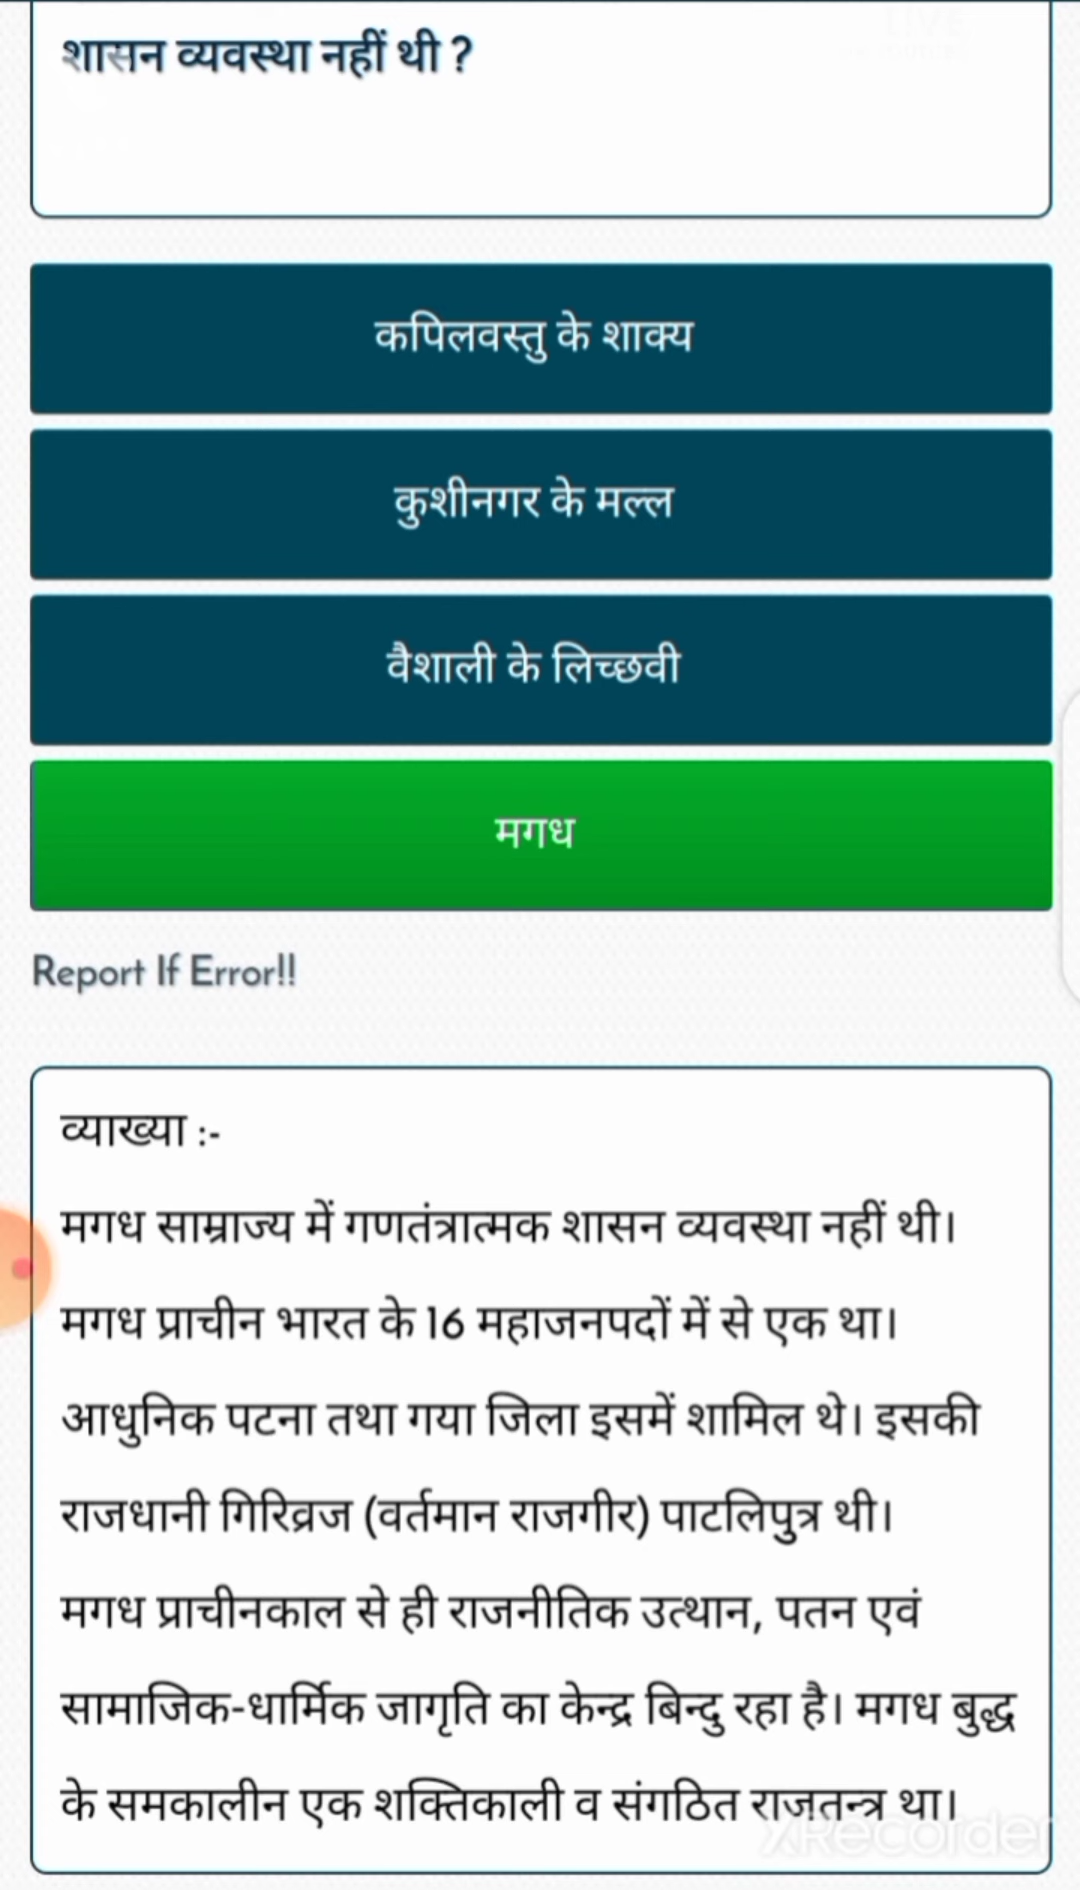 शासन व्यवस्था नहीं थी ?
कपिलवस्तु के शाक्य
कुशीनगर के मल्ल
वैशाली के लिच्छवी
मगध
Report If Error!!
व्याख्या :-
मगध साम्राज्य में गणतंत्रात्मक शासन व्यवस्था नहीं थी।
मगध प्राचीन भारत के 16 महाजनपदों में से एक था।
आधुनिक पटना तथा गया जिला इसमें शामिल थे। इसकी
राजधानी गिरिव्रज (वर्तमान राजगीर) पाटलिपुत्र थी।
मगध प्राचीनकाल से ही राजनीतिक उत्थान, पतन एवं
सामाजिक-धार्मिक जागृति का केन्द्र बिन्दु रहा है। मगध बुद्ध
के समकालीन एक शक्तिकाली व संगठित राजतन्त्र था।
XRecorder